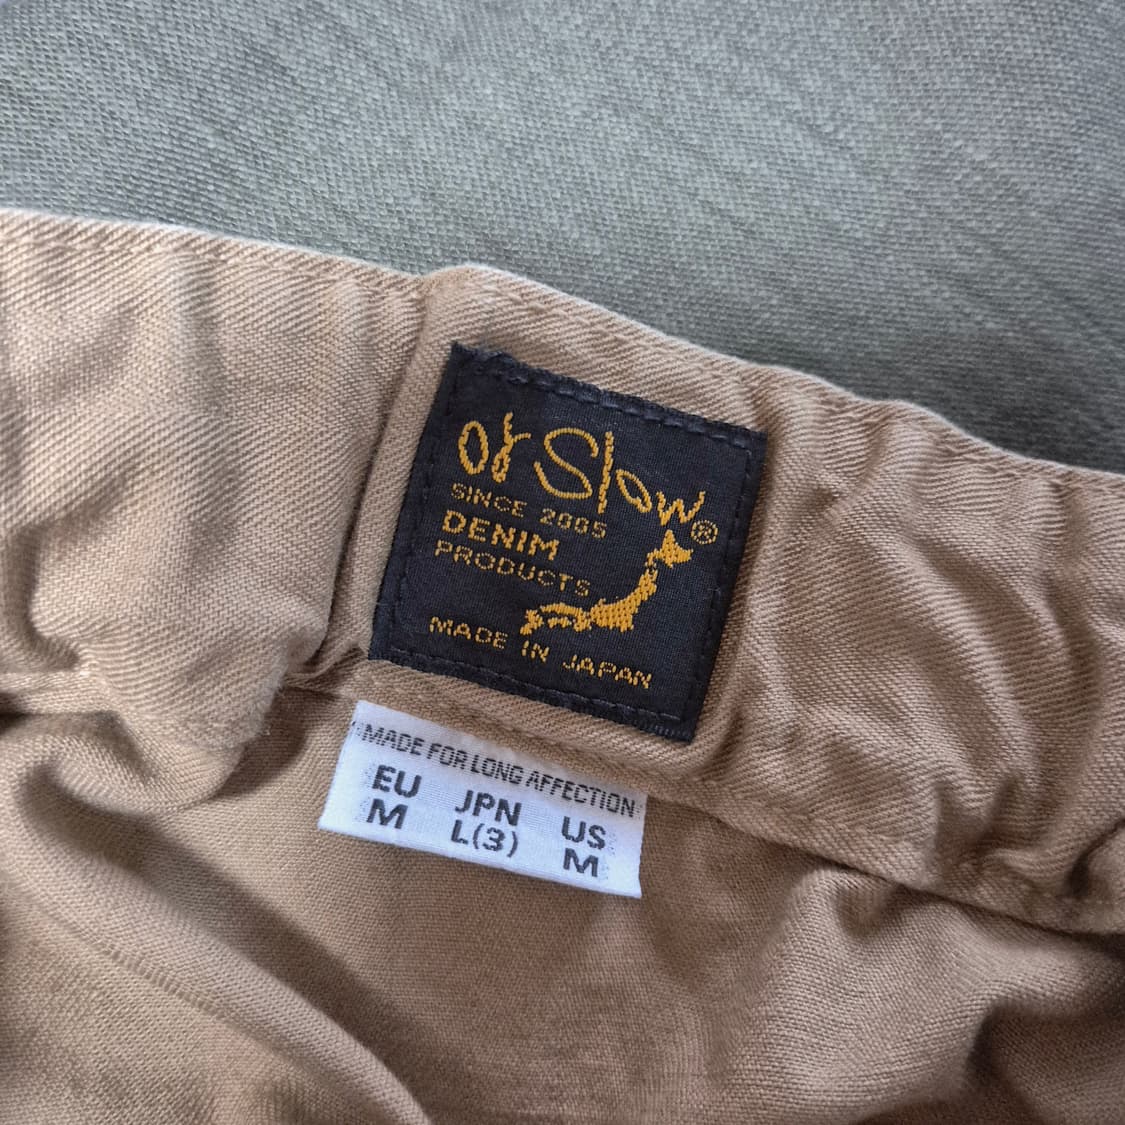 or Slow®
SINCE 2005
DENIM
PRODUCTS
MADE IN JAPAN
MADE FOR LONG AFFECTION
EU JPN US
M L(3) M